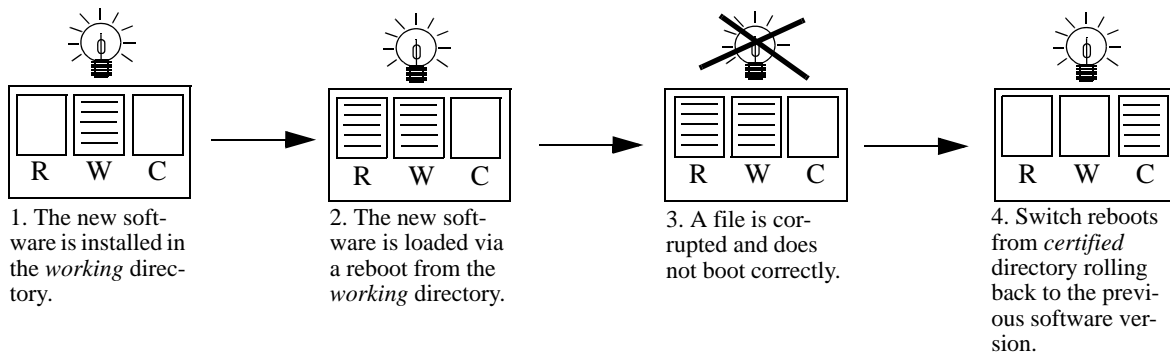 R W C
1. The new soft-
ware is installed in
the working direc-
tory.
R W C
2. The new soft-
ware is loaded via
a reboot from the
working directory.
R W C
3. A file is cor-
rupted and does
not boot correctly.
R W C
4. Switch reboots
from certified
directory rolling
back to the previ-
ous software ver-
sion.